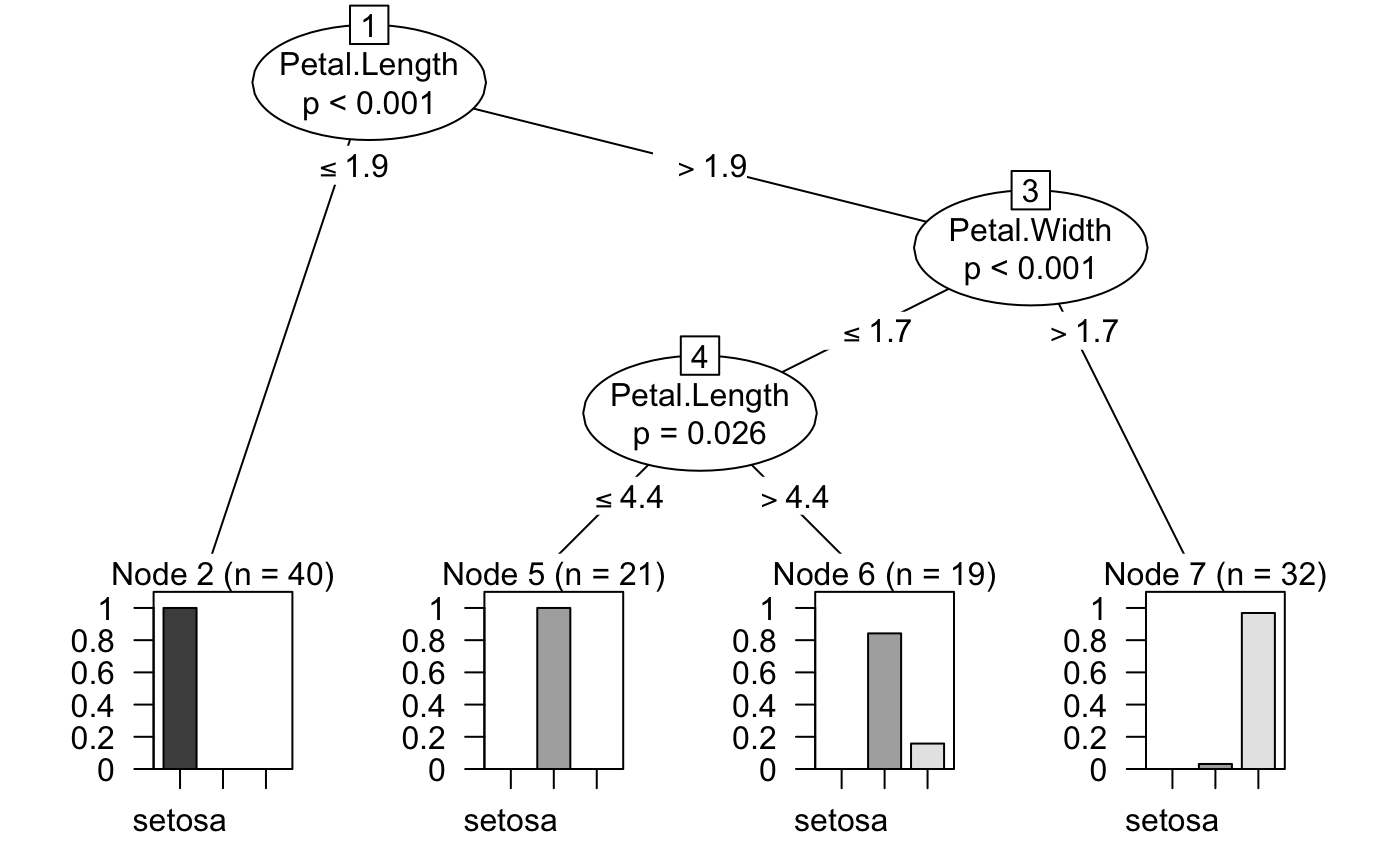 1
Petal.Length
p < 0.001
≤ 1.9
> 1.9
3
Petal.Width
p < 0.001
≤ 1.7
> 1.7
4
Petal.Length
p = 0.026
≤ 4.4
> 4.4
Node 2 (n = 40)
1
0.8
0.6
0.4
0.2
0
setosa
Node 5 (n = 21)
1
0.8
0.6
0.4
0.2
0
setosa
Node 6 (n = 19)
1
0.8
0.6
0.4
0.2
0
setosa
Node 7 (n = 32)
1
0.8
0.6
0.4
0.2
0
setosa